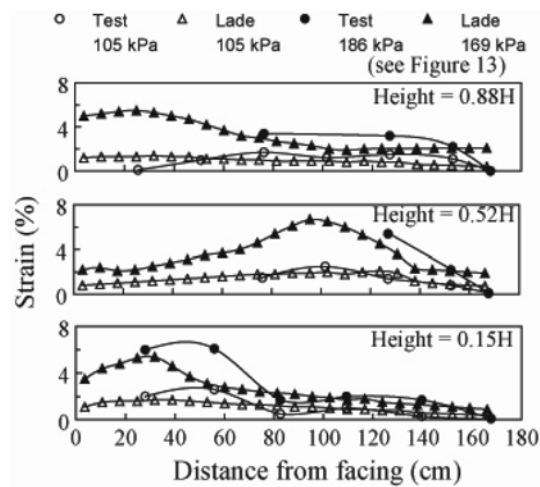 Test Lade Test Lade
105 kPa 105 kPa 186 kPa 169 kPa
(see Figure 13)
8
Height = 0.88H
4
0
8
Height = 0.52H
4
0
8
Height = 0.15H
4
0
0 20 40 60 80 100 120 140 160 180
Strain (%)
Distance from facing (cm)